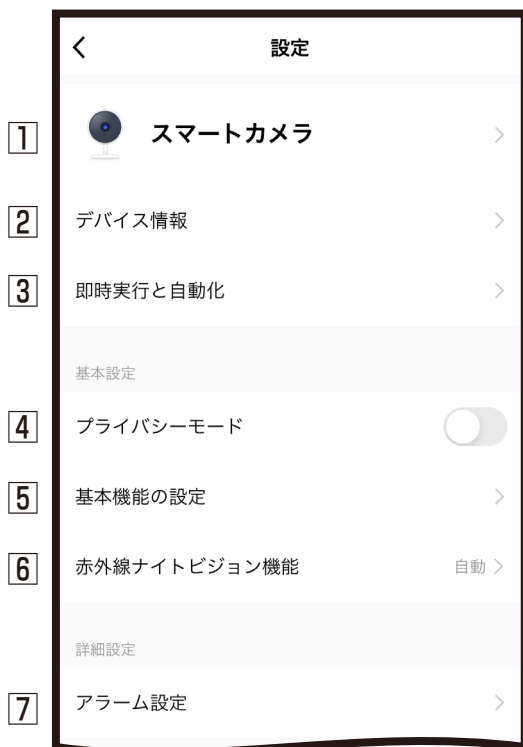 設定
1 スマートカメラ
2 デバイス情報
3 即時実行と自動化
基本設定
4 プライバシーモード
5 基本機能の設定
6 赤外線ナイトビジョン機能 自動
詳細設定
7 アラーム設定